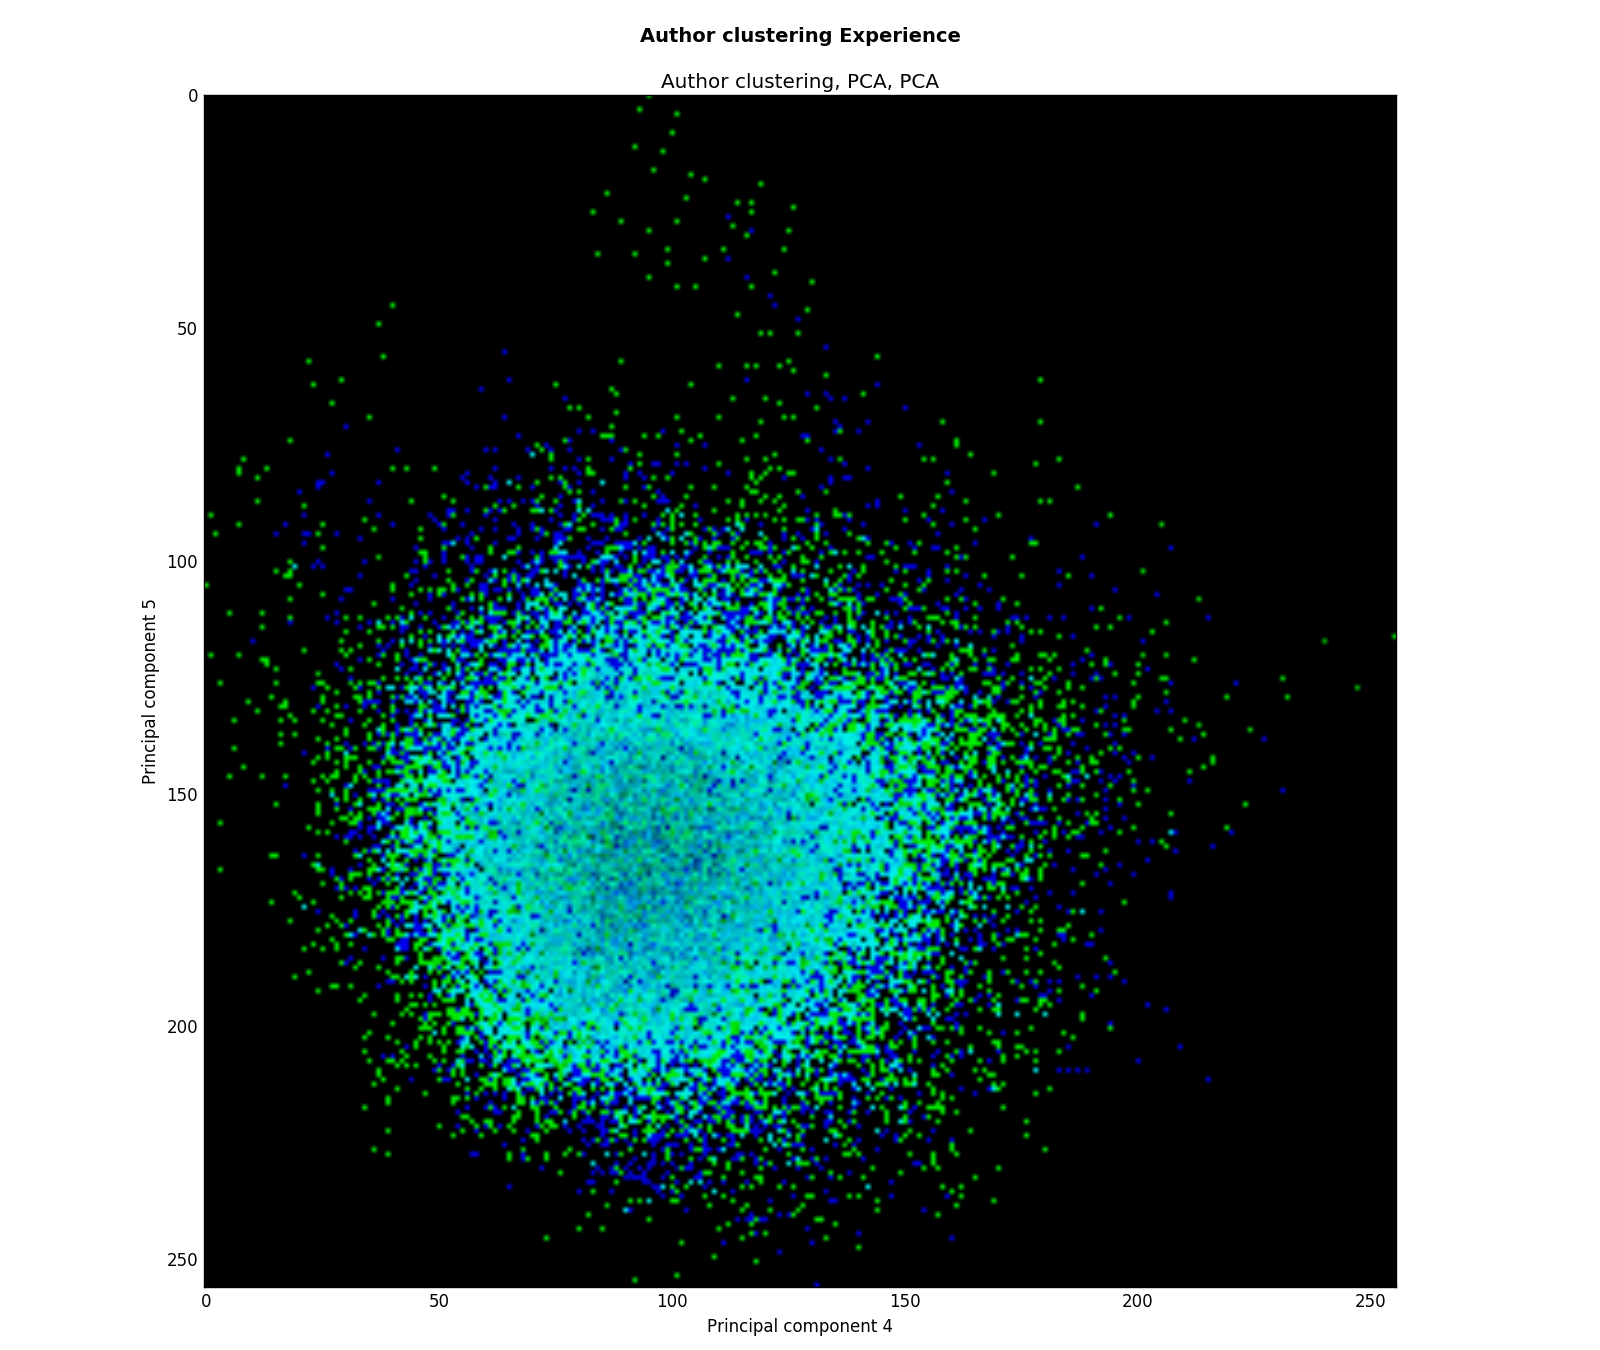 Author clustering Experience
Author clustering, PCA, PCA
0
50
100
150
200
250
Principal component 5
0 50 100 150 200 250
Principal component 4